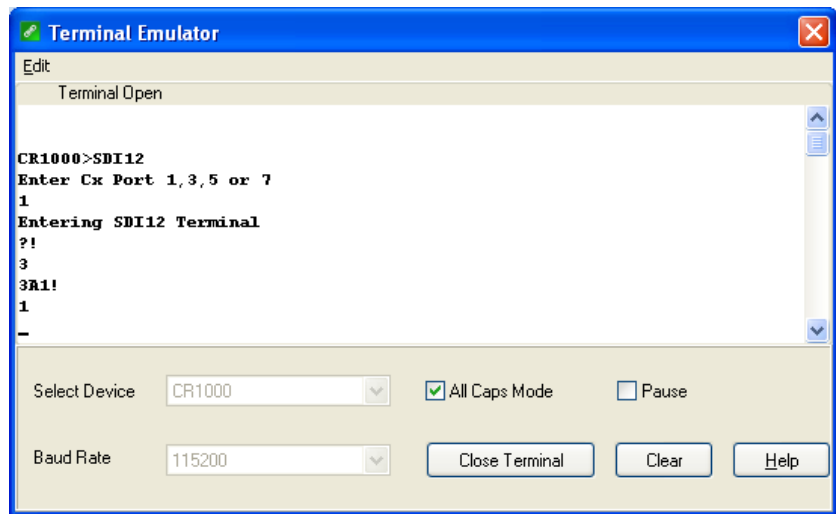 Terminal Emulator
Edit
Terminal Open
CR1000>SDI12
Enter Cx Port 1,3,5 or 7
1
Entering SDI12 Terminal
?!
3
3A1!
1
_
Select Device CR1000 All Caps Mode Pause
Baud Rate 115200 Close Terminal Clear Help